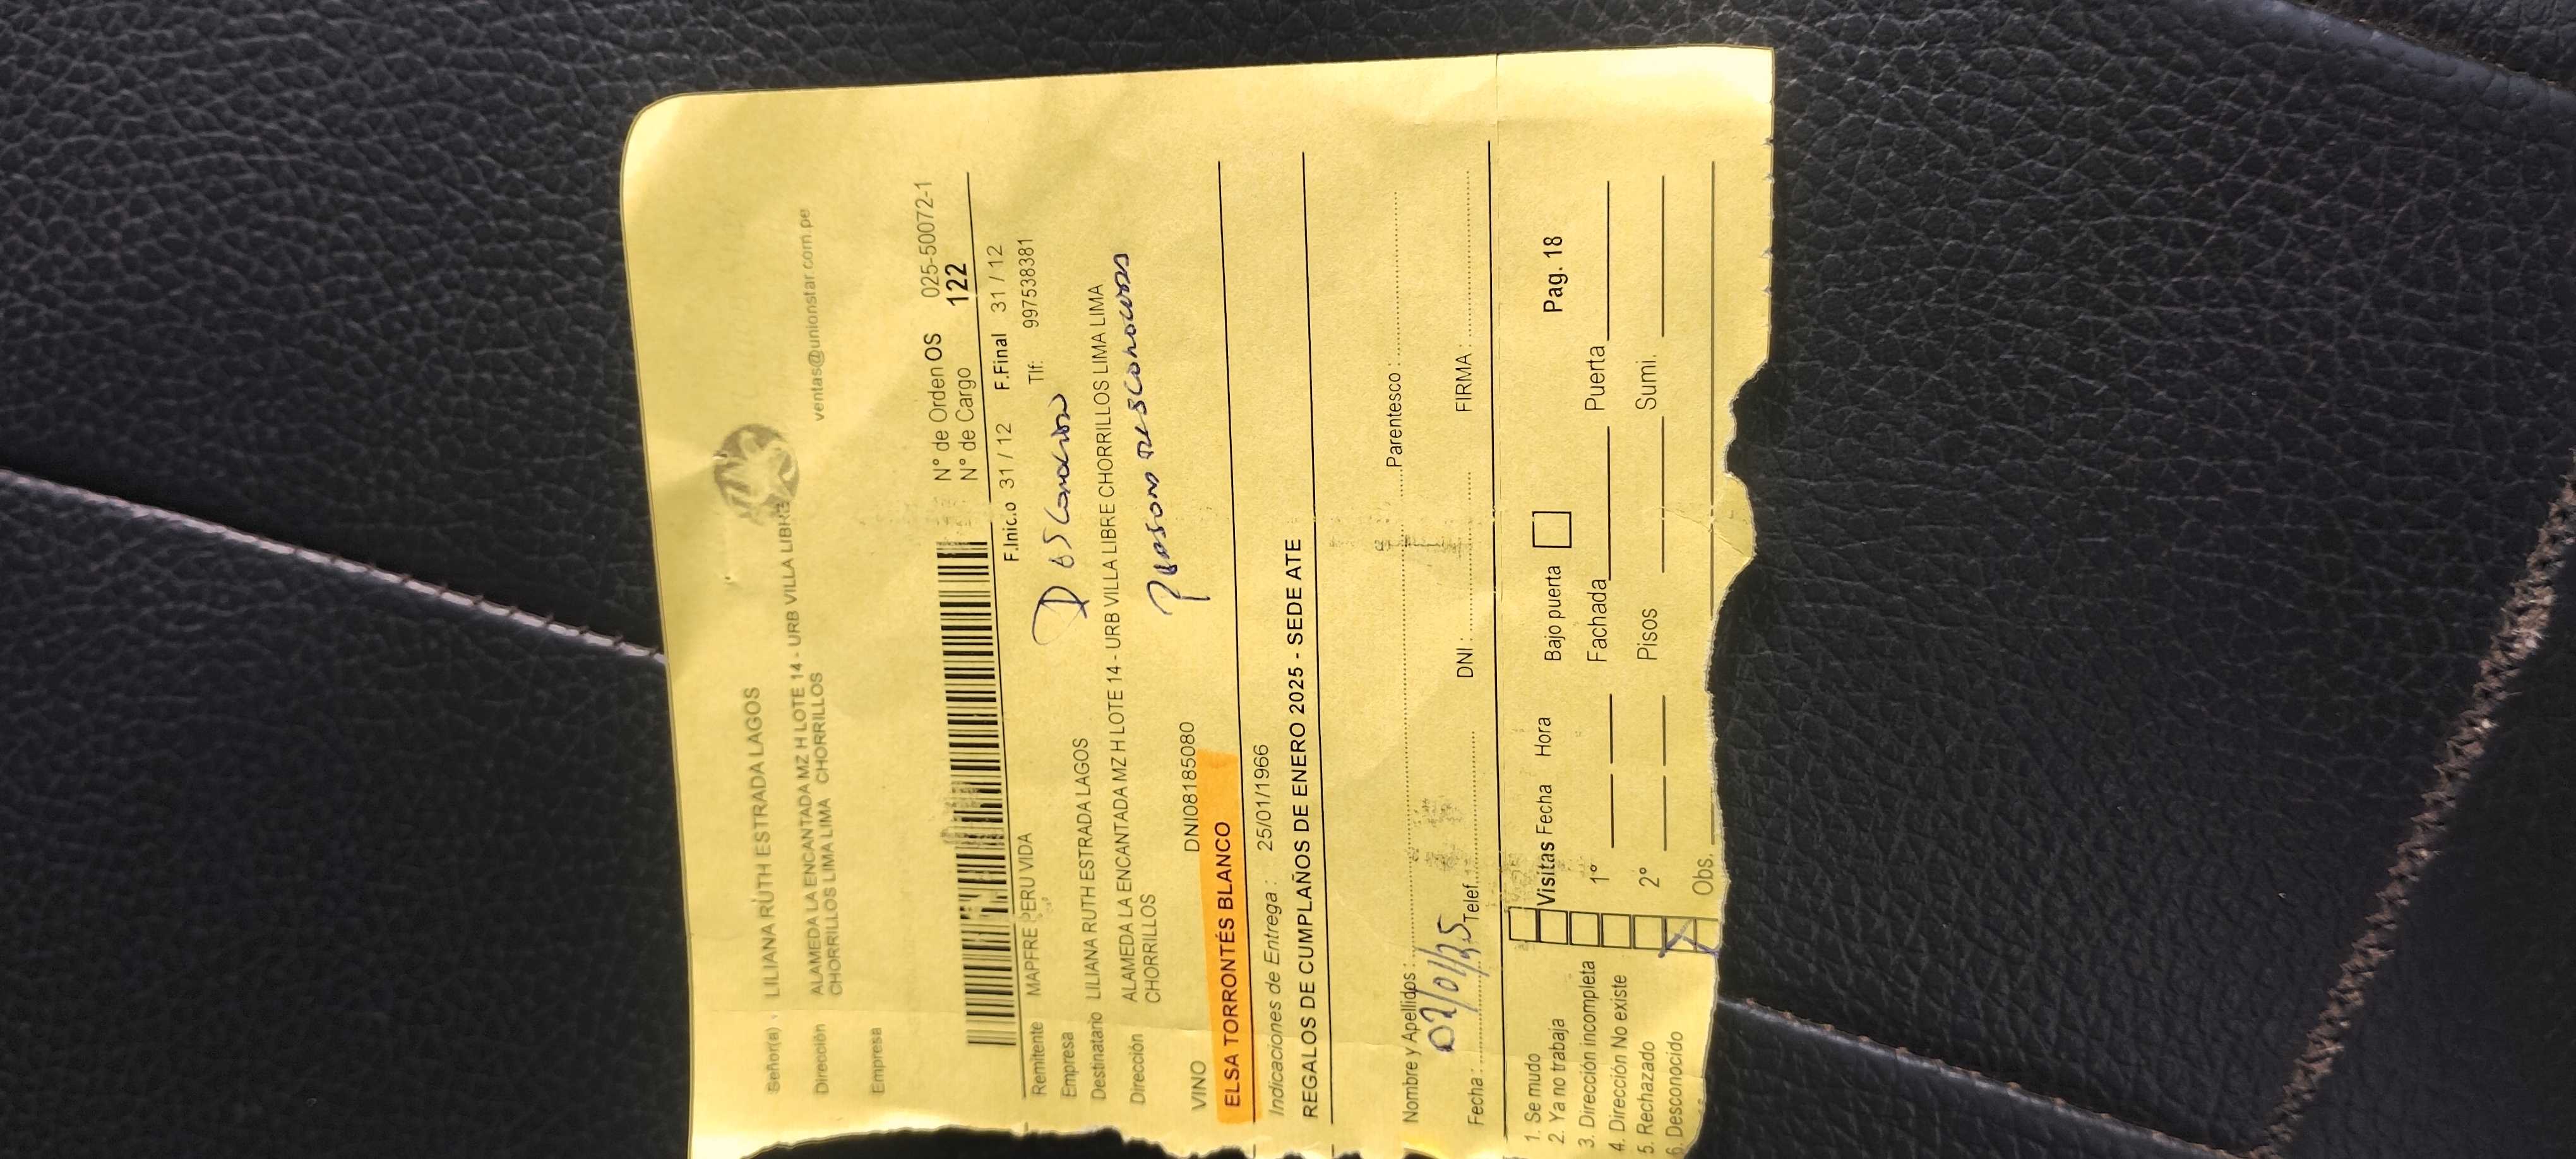 Señor(a) . LILIANA RUTH ESTRADA LAGOS
Dirección ALAMEDA LA ENCANTADA MZ H LOTE 14 - URB VILLA LIBRE
CHORRILLOS LIMA LIMA CHORRILLOS
ventas@unionstar.com.pe
Empresa
N° de Orden OS 025-50072-1
N° de Cargo 122
F.Inic.o 31 / 12 F.Final 31 / 12
Remitente MAPFRE PERU VIDA Tlf: 997538381
Empresa
Desconocido
Destinatario LILIANA RUTH ESTRADA LAGOS
Dirección ALAMEDA LA ENCANTADA MZ H LOTE 14 - URB VILLA LIBRE CHORRILLOS LIMA LIMA
CHORRILLOS
VINO DNI08185080
ELSA TORRONTÉS BLANCO
Indicaciones de Entrega : 25/01/1966
REGALOS DE CUMPLAÑOS DE ENERO 2025 - SEDE ATE
Nombre y Apellidos : Parentesco :
Fecha : 02/01/25 Telef. DNI : FIRMA :
1. Se mudo
2. Ya no trabaja Visitas Fecha Hora Bajo puerta Pag. 18
3. Dirección incompleta 1° Fachada Puerta
4. Dirección No existe
5. Rechazado 2° Pisos Sumi.
6. Desconocido X Obs.